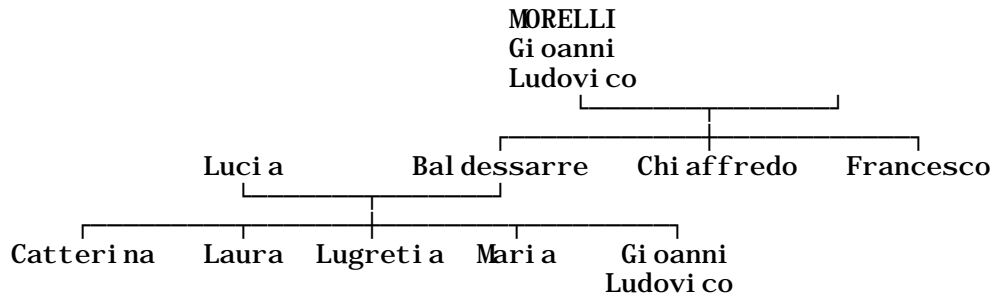 MORELLI
Gioanni
Ludovico
Lucia Baldessarre Chiaffredo Francesco
Catterina Laura Lugretia Maria Gioanni
Ludovico